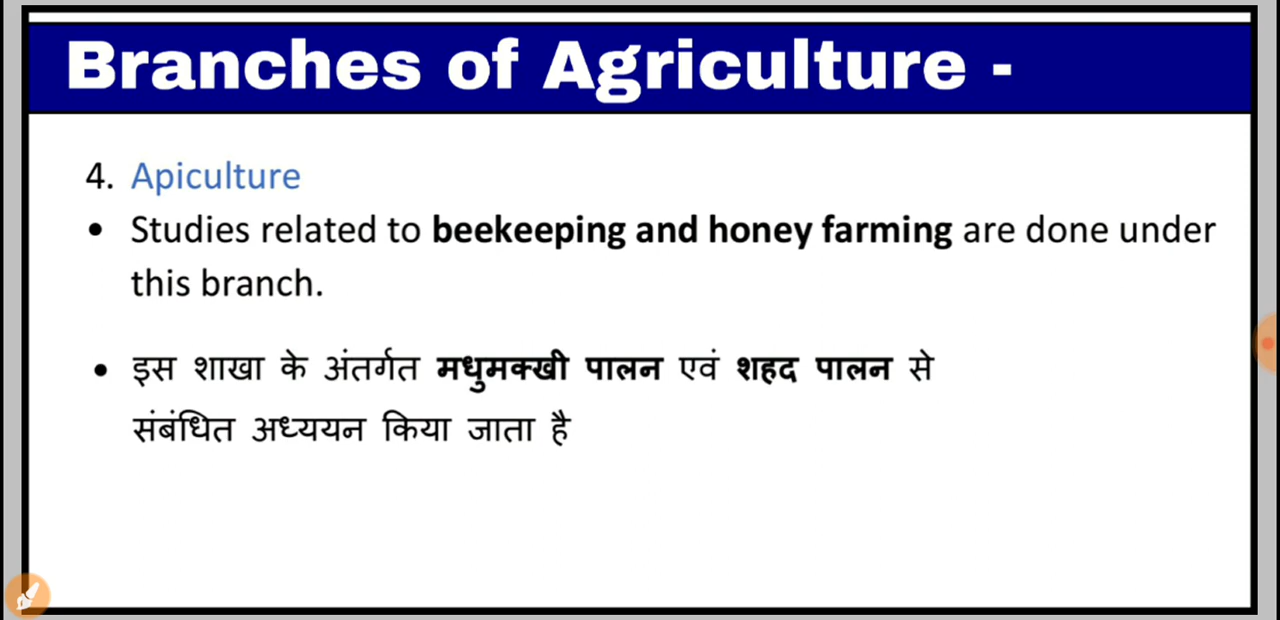 Branches of Agriculture -
4. Apiculture
• Studies related to beekeeping and honey farming are done under
this branch.
• इस शाखा के अंतर्गत मधुमक्खी पालन एवं शहद पालन से
संबंधित अध्ययन किया जाता है